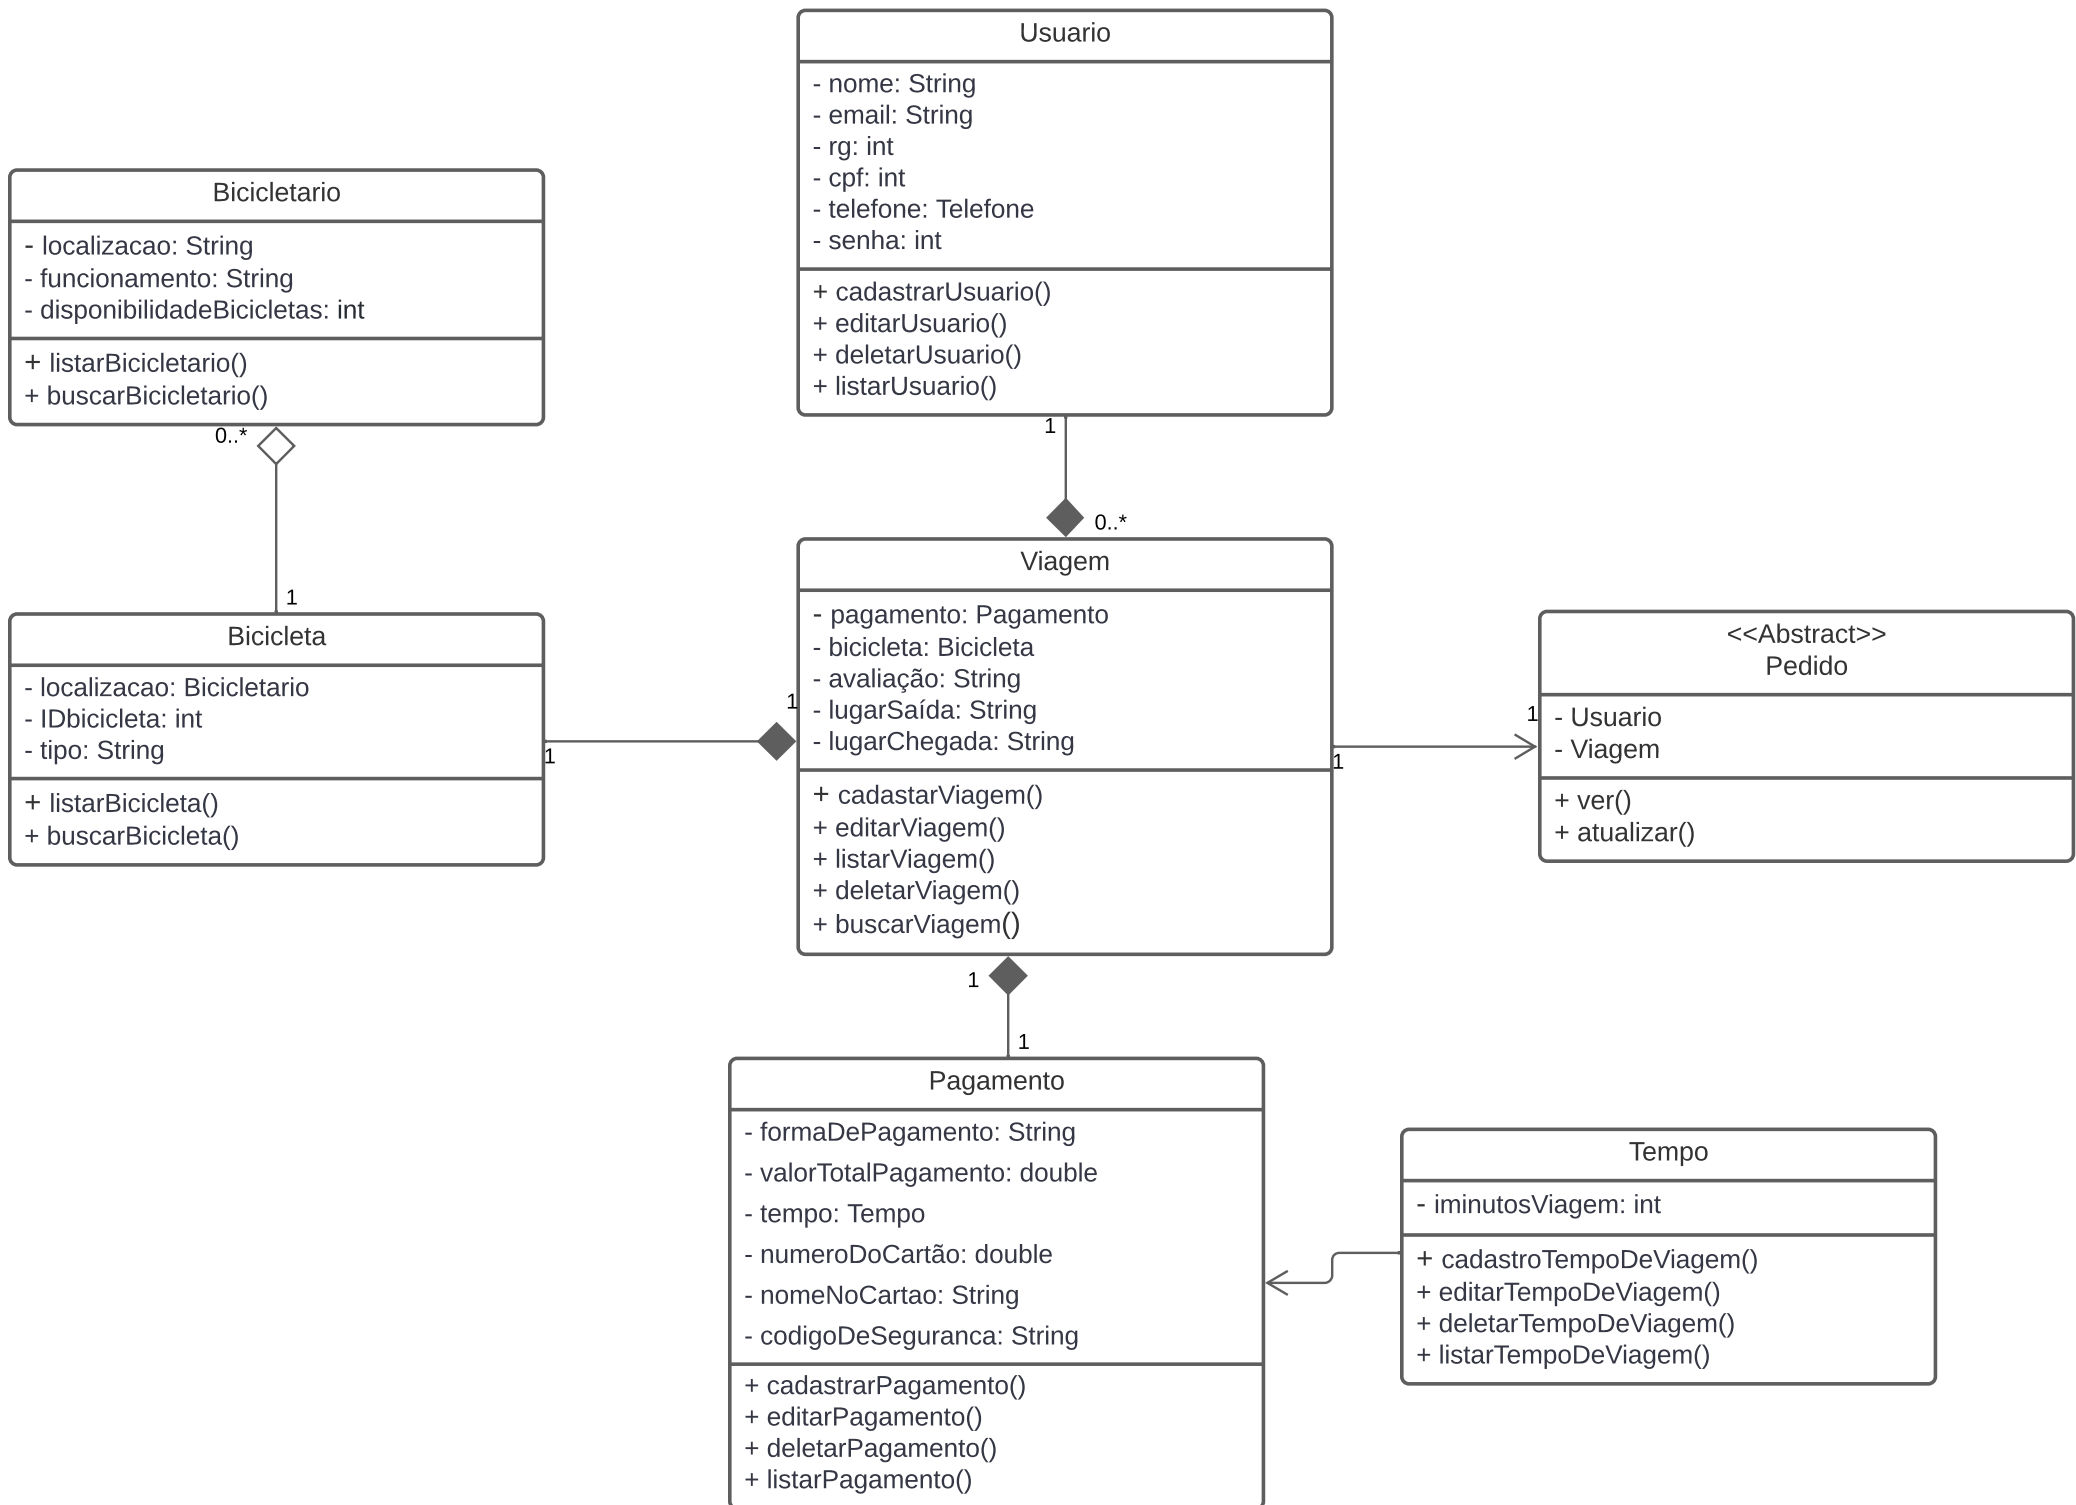 Usuario
- nome: String
- email: String
- rg: int
- cpf: int
- telefone: Telefone
- senha: int
+ cadastrarUsuario()
+ editarUsuario()
+ deletarUsuario()
+ listarUsuario()
1
0..*
Bicicletario
- localizacao: String
- funcionamento: String
- disponibilidadeBicicletas: int
+ listarBicicletario()
+ buscarBicicletario()
0..*
1
Bicicleta
- localizacao: Bicicletario
- IDbicicleta: int
- tipo: String
+ listarBicicleta()
+ buscarBicicleta()
1
1
Viagem
- pagamento: Pagamento
- bicicleta: Bicicleta
- avaliação: String
- lugarSaída: String
- lugarChegada: String
+ cadastarViagem()
+ editarViagem()
+ listarViagem()
+ deletarViagem()
+ buscarViagem()
1
1
<<Abstract>>
Pedido
- Usuario
- Viagem
+ ver()
+ atualizar()
1
1
Pagamento
- formaDePagamento: String
- valorTotalPagamento: double
- tempo: Tempo
- numeroDoCartão: double
- nomeNoCartao: String
- codigoDeSeguranca: String
+ cadastrarPagamento()
+ editarPagamento()
+ deletarPagamento()
+ listarPagamento()
Tempo
- iminutosViagem: int
+ cadastroTempoDeViagem()
+ editarTempoDeViagem()
+ deletarTempoDeViagem()
+ listarTempoDeViagem()